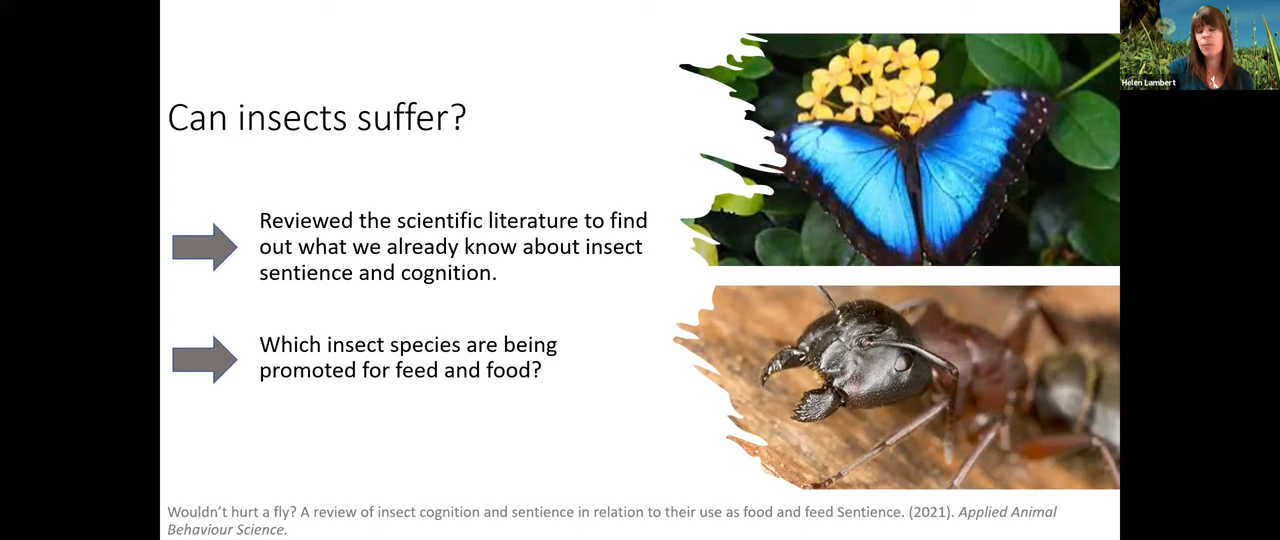 Can insects suffer?
Reviewed the scientific literature to find
out what we already know about insect
sentience and cognition.
Which insect species are being
promoted for feed and food?
Wouldn’t hurt a fly? A review of insect cognition and sentience in relation to their use as food and feed Sentience. (2021). Applied Animal
Behaviour Science.
Helen Lambert